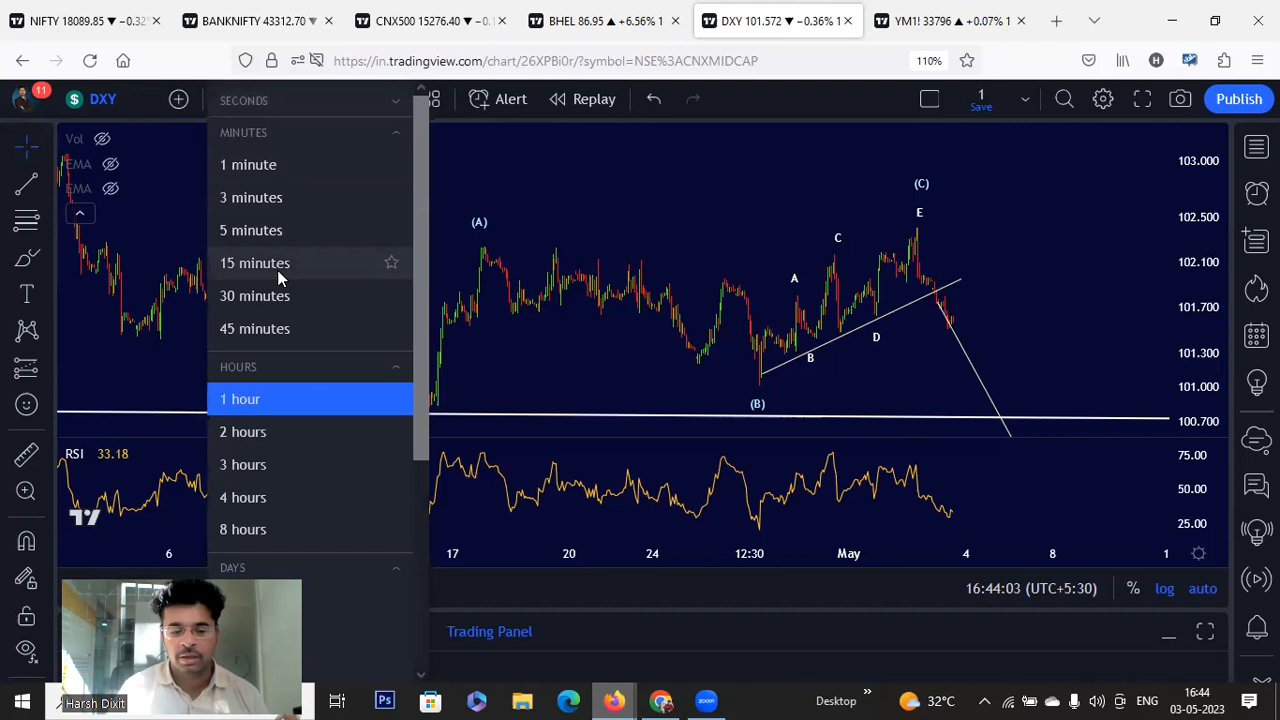 NIFTY 18089.85 ▼ −0.32%
BANKNIFTY 43312.70 ▼
CNX500 15276.40 ▼ −0.1
BHEL 86.95 ▲ +6.56% 1
DXY 101.572 ▼ −0.36% 1
YM1! 33796 ▲ +0.07% 1
https://in.tradingview.com/chart/26XPBi0r/?symbol=NSE%3ACNXMIDCAP
110%
11
$
DXY
Alert
Replay
1
Save
Publish
SECONDS
MINUTES
1 minute
3 minutes
5 minutes
15 minutes
30 minutes
45 minutes
HOURS
1 hour
2 hours
3 hours
4 hours
8 hours
DAYS
Vol
EMA
EMA
(A)
(B)
A
B
C
D
E
(C)
103.000
102.500
102.100
101.700
101.300
101.000
100.700
RSI 33.18
75.00
50.00
25.00
6
17
20
24
12:30
May
4
8
1
16:44:03 (UTC+5:30)
%
log
auto
Trading Panel
Harsh Dixit
Ps
zoom
Desktop
»
32°C
ENG
16:44
03-05-2023